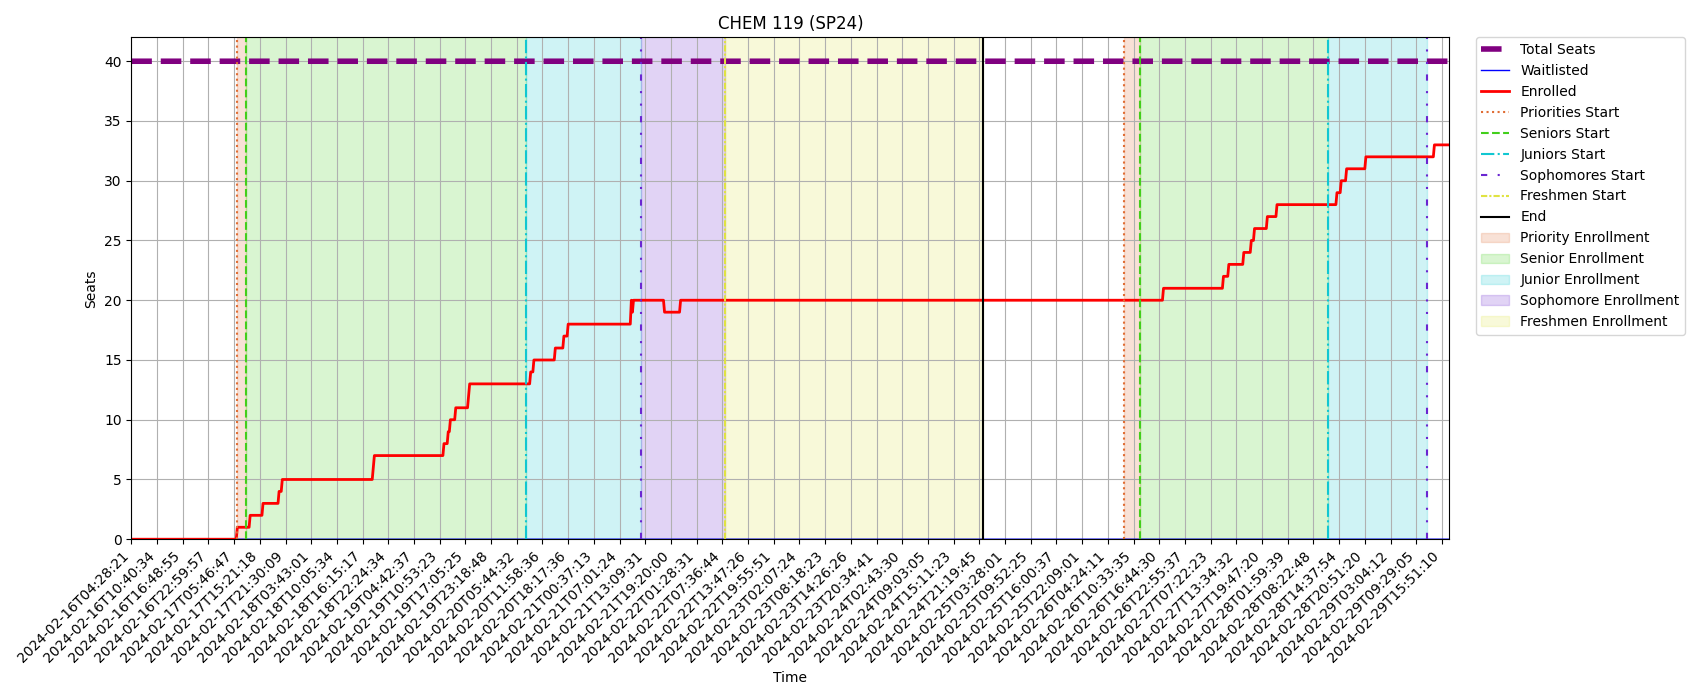 CHEM 119 (SP24)
Seats
40
35
30
25
20
15
10
5
0
2024-02-16T04:28:21
2024-02-16T10:40:34
2024-02-16T16:48:55
2024-02-16T22:59:57
2024-02-17T05:46:47
2024-02-17T15:21:18
2024-02-17T21:30:09
2024-02-18T03:43:01
2024-02-18T10:05:34
2024-02-18T16:15:17
2024-02-18T22:24:34
2024-02-19T04:42:37
2024-02-19T10:53:23
2024-02-19T17:05:25
2024-02-19T23:18:48
2024-02-20T05:44:32
2024-02-20T11:58:36
2024-02-20T18:17:36
2024-02-21T00:37:13
2024-02-21T07:01:24
2024-02-21T13:09:31
2024-02-21T19:20:00
2024-02-22T01:28:31
2024-02-22T07:36:44
2024-02-22T13:47:26
2024-02-22T19:55:51
2024-02-23T02:07:24
2024-02-23T08:18:23
2024-02-23T14:26:26
2024-02-23T20:34:41
2024-02-24T02:43:30
2024-02-24T09:03:05
2024-02-24T15:11:23
2024-02-24T21:19:45
2024-02-25T03:28:01
2024-02-25T09:52:25
2024-02-25T16:00:37
2024-02-25T22:09:01
2024-02-26T04:24:11
2024-02-26T10:33:35
2024-02-26T16:44:30
2024-02-26T22:55:37
2024-02-27T07:22:23
2024-02-27T13:34:32
2024-02-27T19:47:20
2024-02-28T01:59:39
2024-02-28T08:22:48
2024-02-28T14:37:54
2024-02-28T20:51:20
2024-02-29T03:04:12
2024-02-29T09:29:05
2024-02-29T15:51:10
Time
Total Seats
Waitlisted
Enrolled
Priorities Start
Seniors Start
Juniors Start
Sophomores Start
Freshmen Start
End
Priority Enrollment
Senior Enrollment
Junior Enrollment
Sophomore Enrollment
Freshmen Enrollment